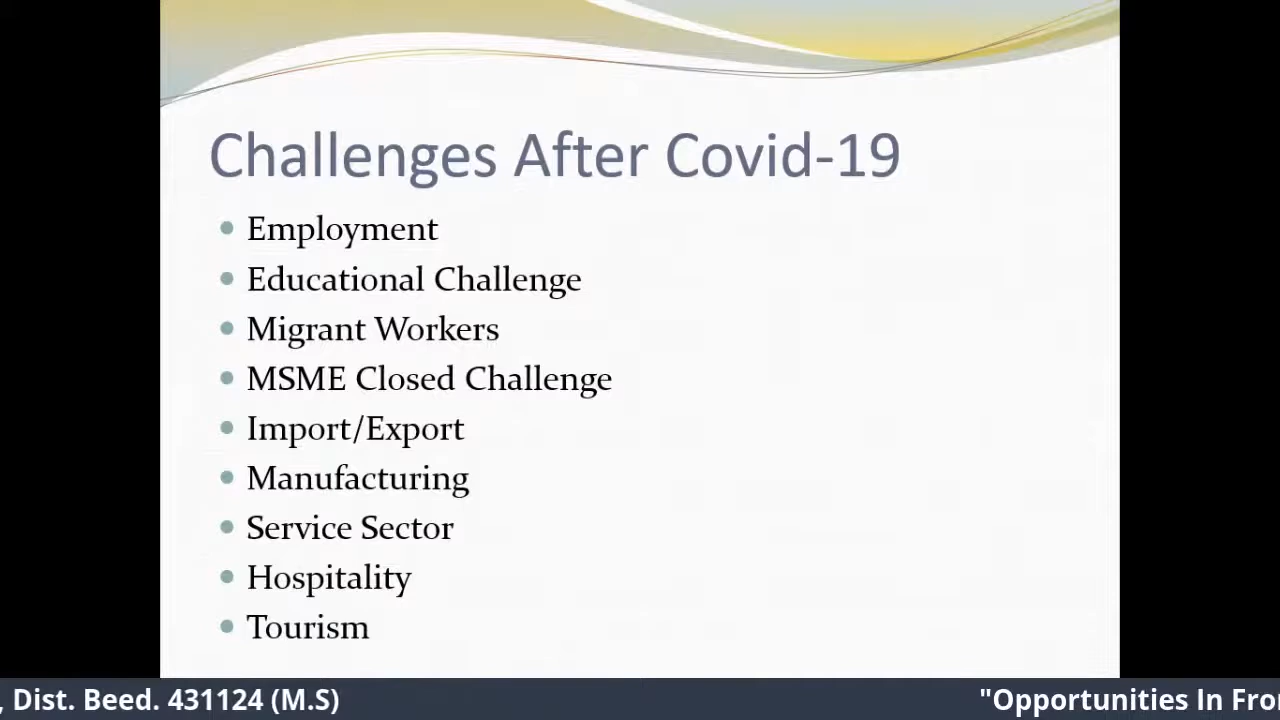 Challenges After Covid-19
Employment
Educational Challenge
Migrant Workers
MSME Closed Challenge
Import/Export
Manufacturing
Service Sector
Hospitality
Tourism
, Dist. Beed. 431124 (M.S) "Opportunities In